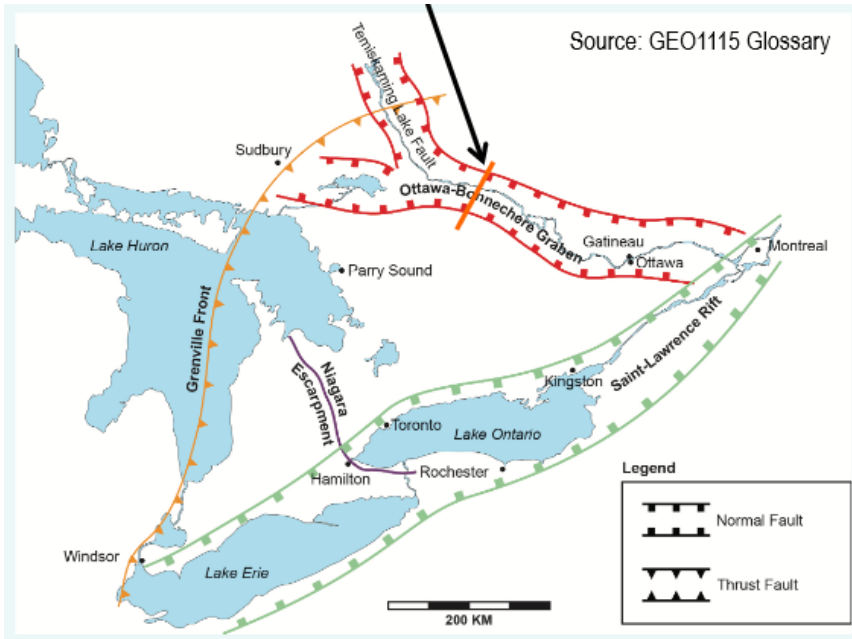 Source: GEO1115 Glossary
Temiskaming Lake Fault
Sudbury
Ottawa-Bonnechere Graben
Lake Huron
Gatineau
Montreal
Ottawa
Parry Sound
Grenville Front
Saint-Lawrence Rift
Niagara
Escarpment
Kingston
Toronto
Lake Ontario
Hamilton
Rochester
Legend
Normal Fault
Windsor
Lake Erie
Thrust Fault
200 KM